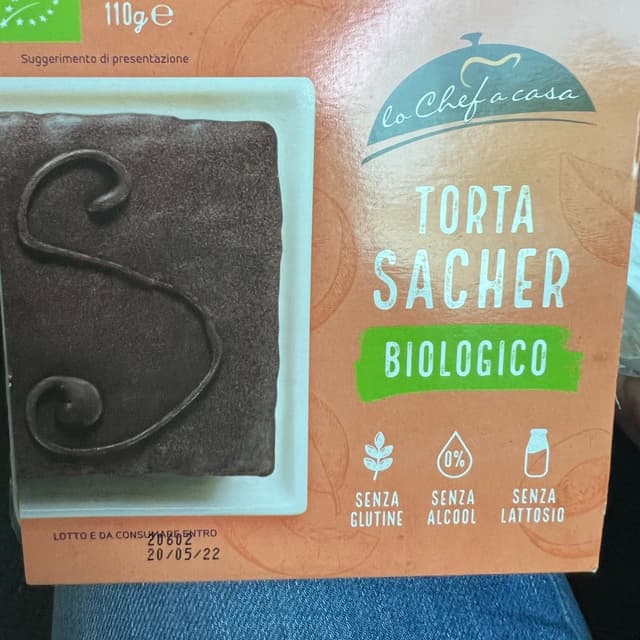 110g e
Suggerimento di presentazione
lo Chef a casa
TORTA
SACHER
BIOLOGICO
0%
SENZA
GLUTINE
SENZA
ALCOOL
SENZA
LATTOSIO
LOTTO E DA CONSUMARE ENTRO
20602
20/05/22